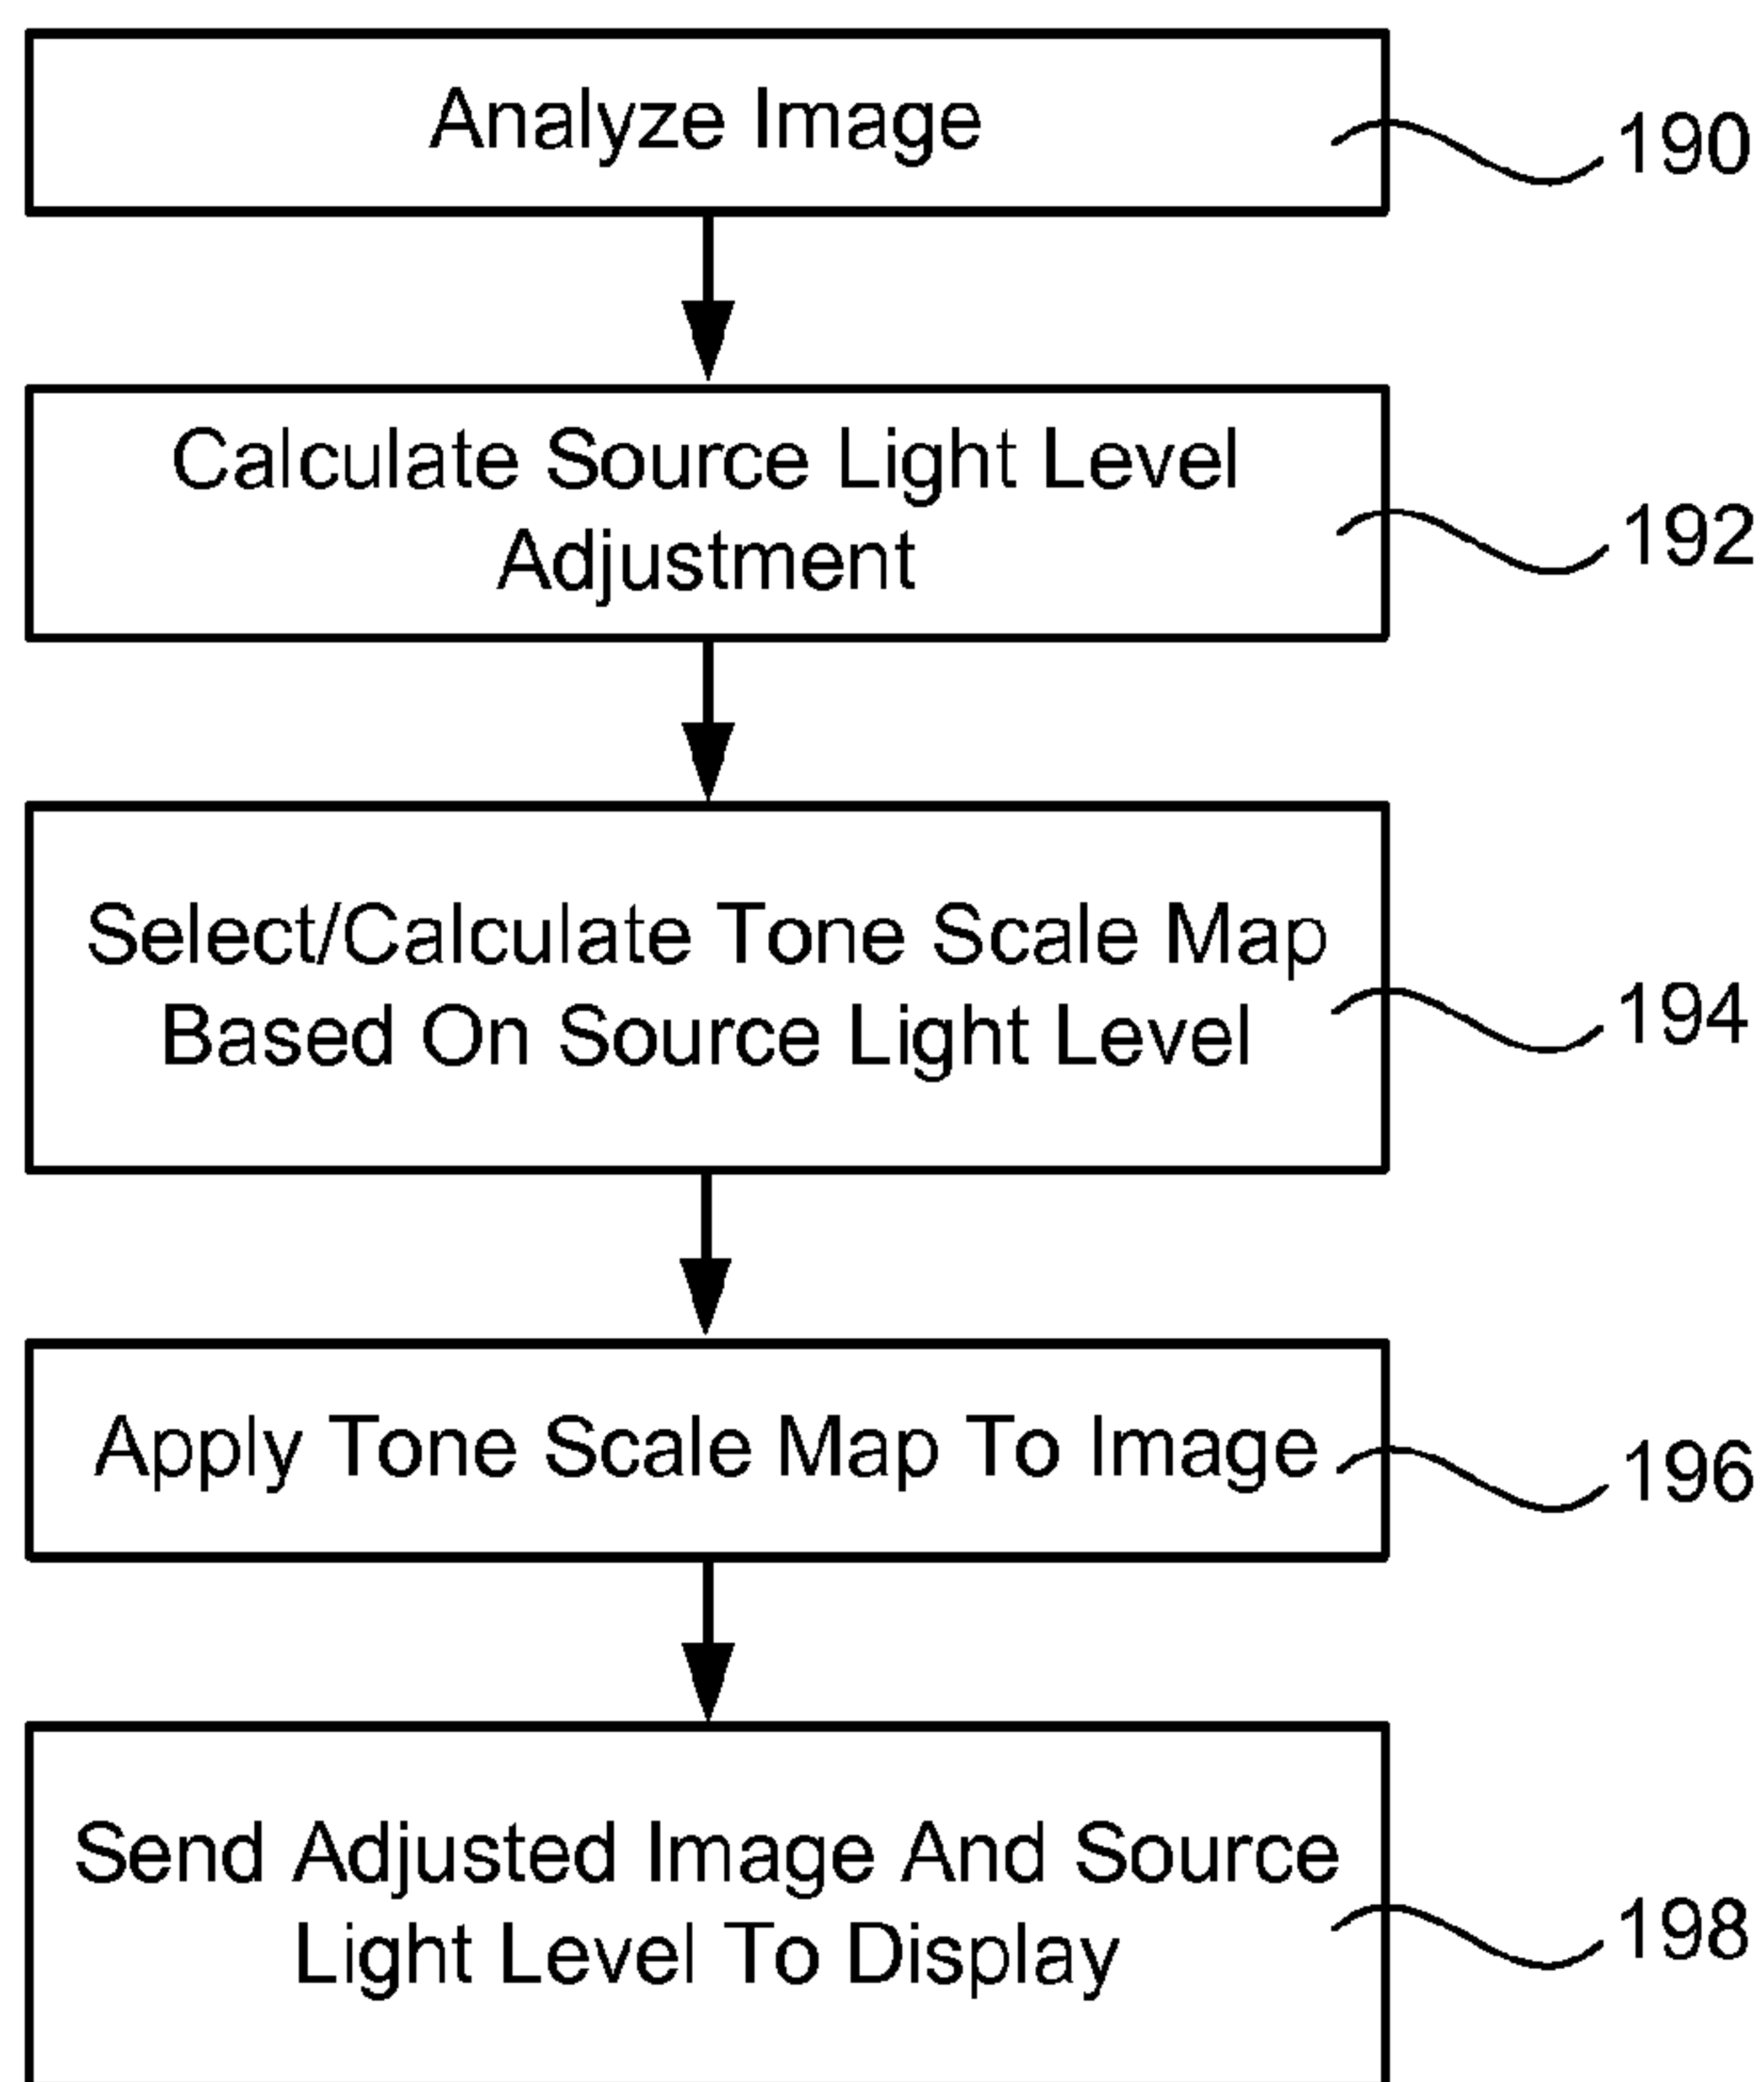 Analyze Image
190
Calculate Source Light Level
Adjustment
192
Select/Calculate Tone Scale Map
Based On Source Light Level
194
Apply Tone Scale Map To Image
196
Send Adjusted Image And Source
Light Level To Display
198